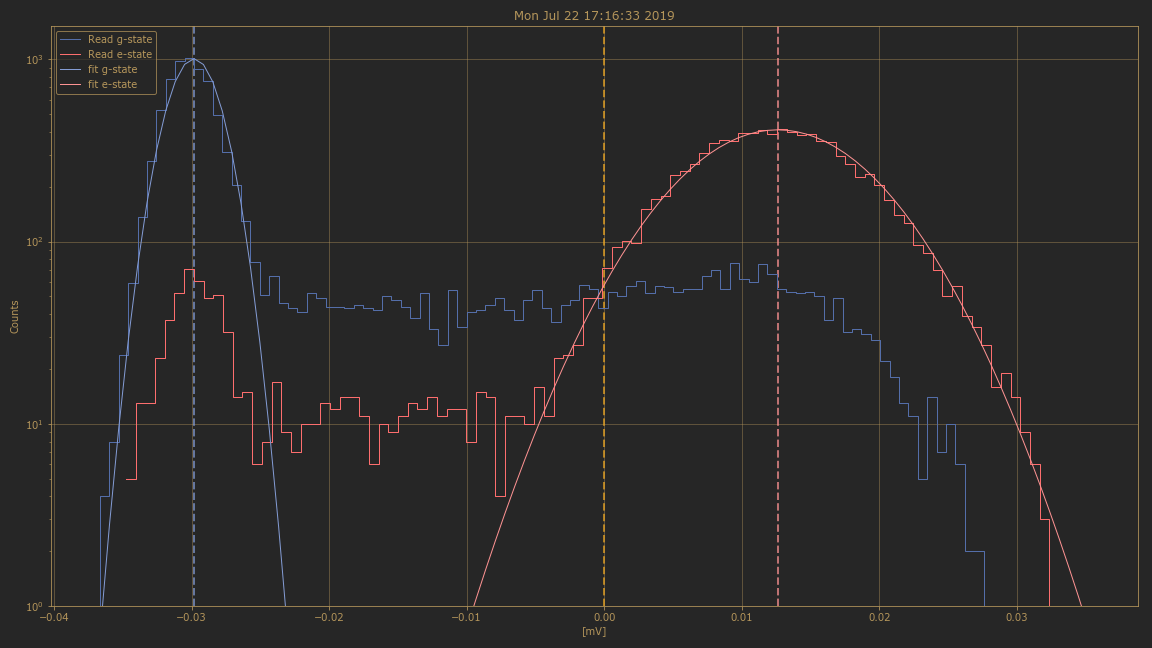 Mon Jul 22 17:16:33 2019
Read g-state
Read e-state
fit g-state
fit e-state
Counts
10³
10²
10¹
10⁰
−0.04 −0.03 −0.02 −0.01 0.00 0.01 0.02 0.03
[mV]